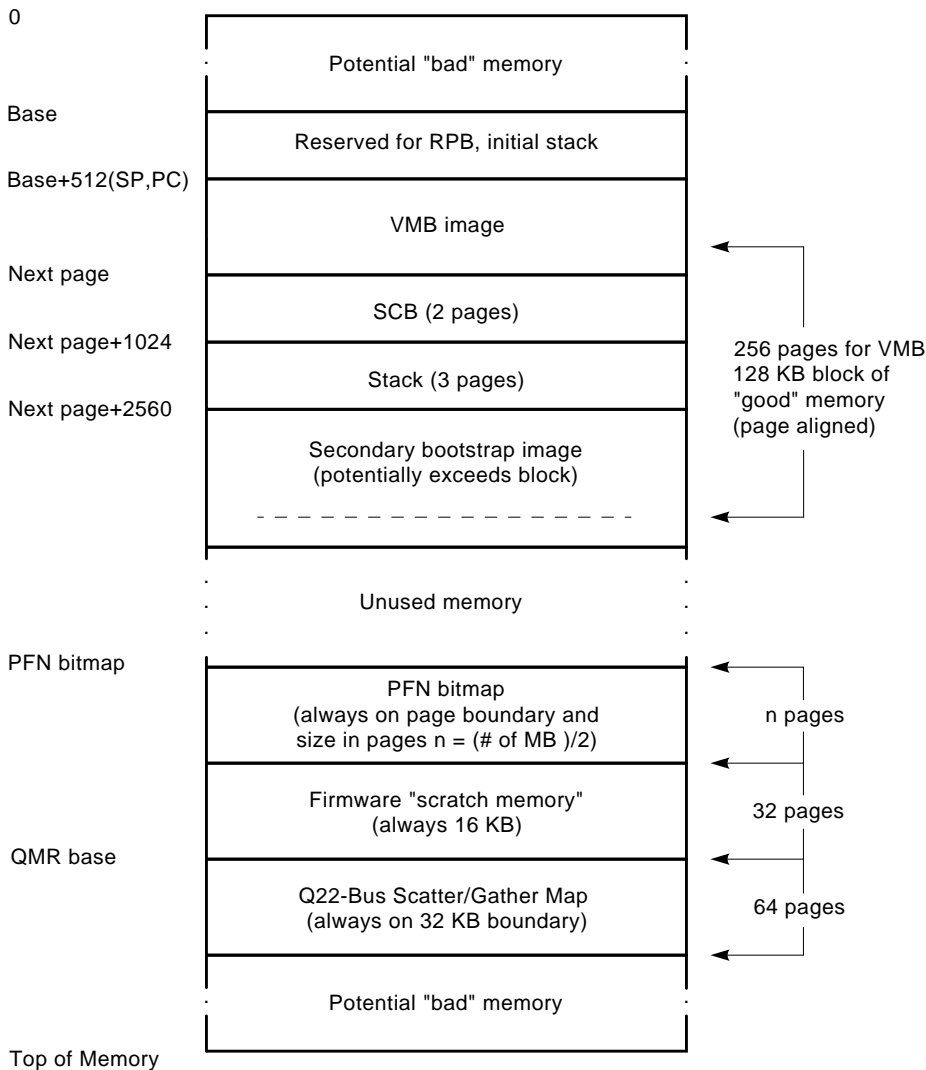 0
Potential "bad" memory
Base
Reserved for RPB, initial stack
Base+512(SP,PC)
VMB image
Next page
SCB (2 pages)
Next page+1024
256 pages for VMB
128 KB block of
"good" memory
(page aligned)
Stack (3 pages)
Next page+2560
Secondary bootstrap image
(potentially exceeds block)
Unused memory
PFN bitmap
PFN bitmap
(always on page boundary and
size in pages n = (# of MB )/2)
n pages
Firmware "scratch memory"
(always 16 KB)
32 pages
QMR base
Q22-Bus Scatter/Gather Map
(always on 32 KB boundary)
64 pages
Potential "bad" memory
Top of Memory